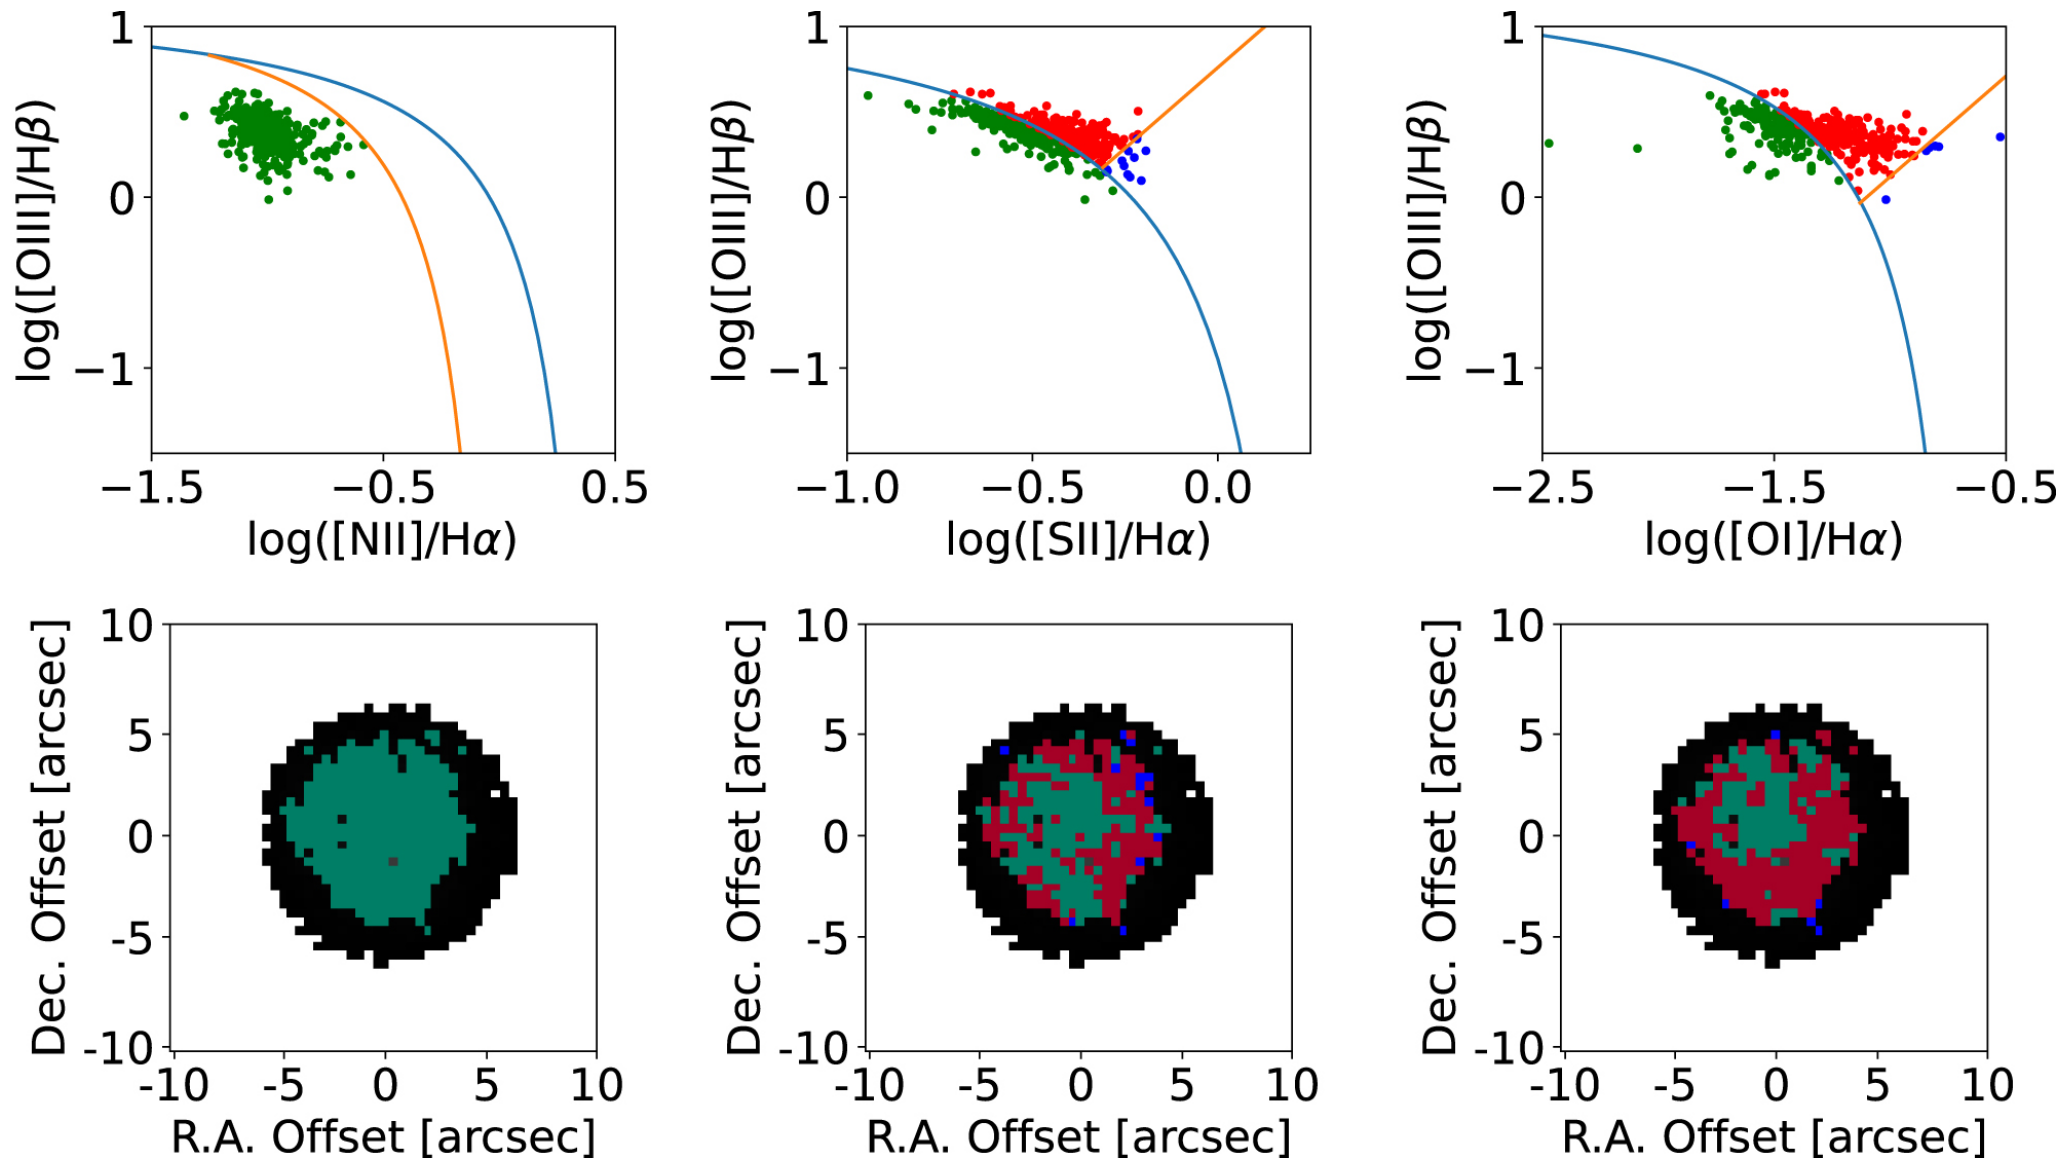 1
0
−1
log([OIII]/Hβ)
−1.5 −0.5 0.5
log([NII]/Hα)
1
0
−1
log([OIII]/Hβ)
−1.0 −0.5 0.0
log([SII]/Hα)
1
0
−1
log([OIII]/Hβ)
−2.5 −1.5 −0.5
log([OI]/Hα)
10
5
0
-5
-10
Dec. Offset [arcsec]
-10 -5 0 5 10
R.A. Offset [arcsec]
10
5
0
-5
-10
Dec. Offset [arcsec]
-10 -5 0 5 10
R.A. Offset [arcsec]
10
5
0
-5
-10
Dec. Offset [arcsec]
-10 -5 0 5 10
R.A. Offset [arcsec]